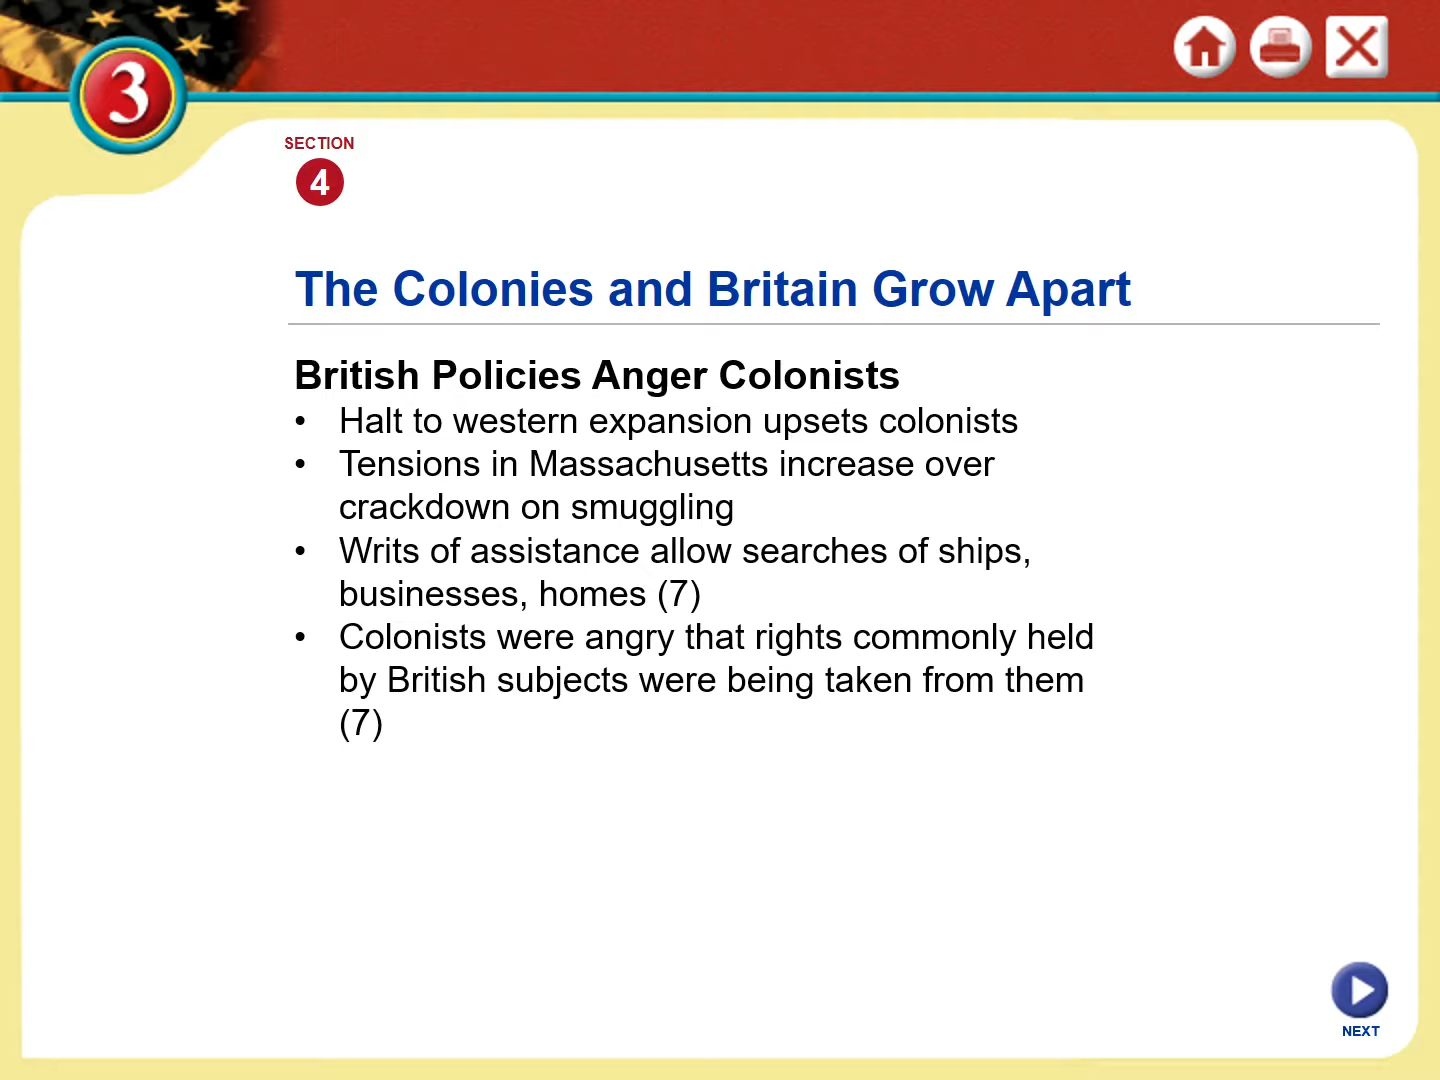 3
SECTION
4
The Colonies and Britain Grow Apart
British Policies Anger Colonists
• Halt to western expansion upsets colonists
• Tensions in Massachusetts increase over
crackdown on smuggling
• Writs of assistance allow searches of ships,
businesses, homes (7)
• Colonists were angry that rights commonly held
by British subjects were being taken from them
(7)
NEXT